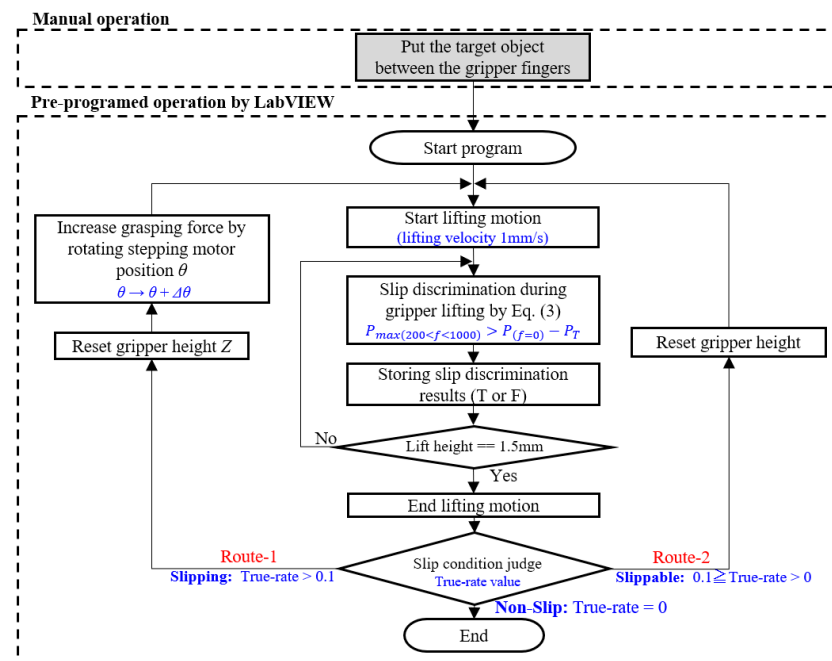 Manual operation
Put the target object
between the gripper fingers
Pre-programed operation by LabVIEW
Start program
Start lifting motion
(lifting velocity 1mm/s)
Increase grasping force by
rotating stepping motor
position θ
θ → θ + Δθ
Slip discrimination during
gripper lifting by Eq. (3)
P_max(200<f<1000) > P_(f=0) − P_T
Reset gripper height Z
Reset gripper height
Storing slip discrimination
results (T or F)
No
Lift height == 1.5mm
Yes
End lifting motion
Route-1
Slipping: True-rate > 0.1
Slip condition judge
True-rate value
Route-2
Slippable: 0.1≧True-rate > 0
Non-Slip: True-rate = 0
End